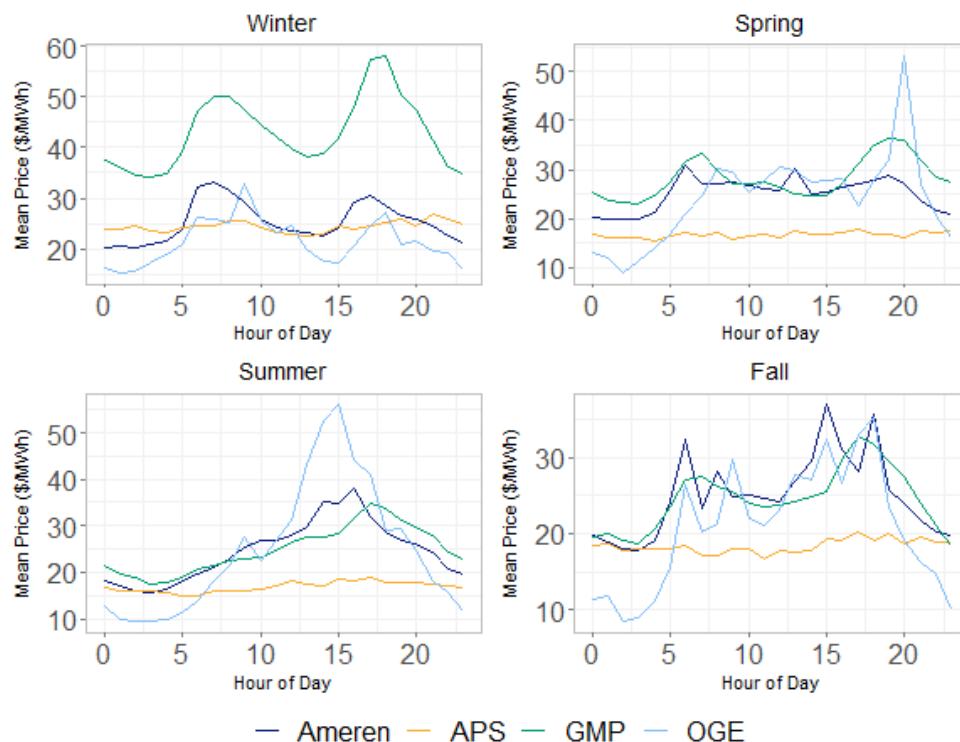 Winter
Mean Price ($/MWh)
60
50
40
30
20
0 5 10 15 20
Hour of Day
Spring
Mean Price ($/MWh)
50
40
30
20
10
0 5 10 15 20
Hour of Day
Summer
Mean Price ($/MWh)
50
40
30
20
10
0 5 10 15 20
Hour of Day
Fall
Mean Price ($/MWh)
30
20
10
0 5 10 15 20
Hour of Day
Ameren APS GMP OGE